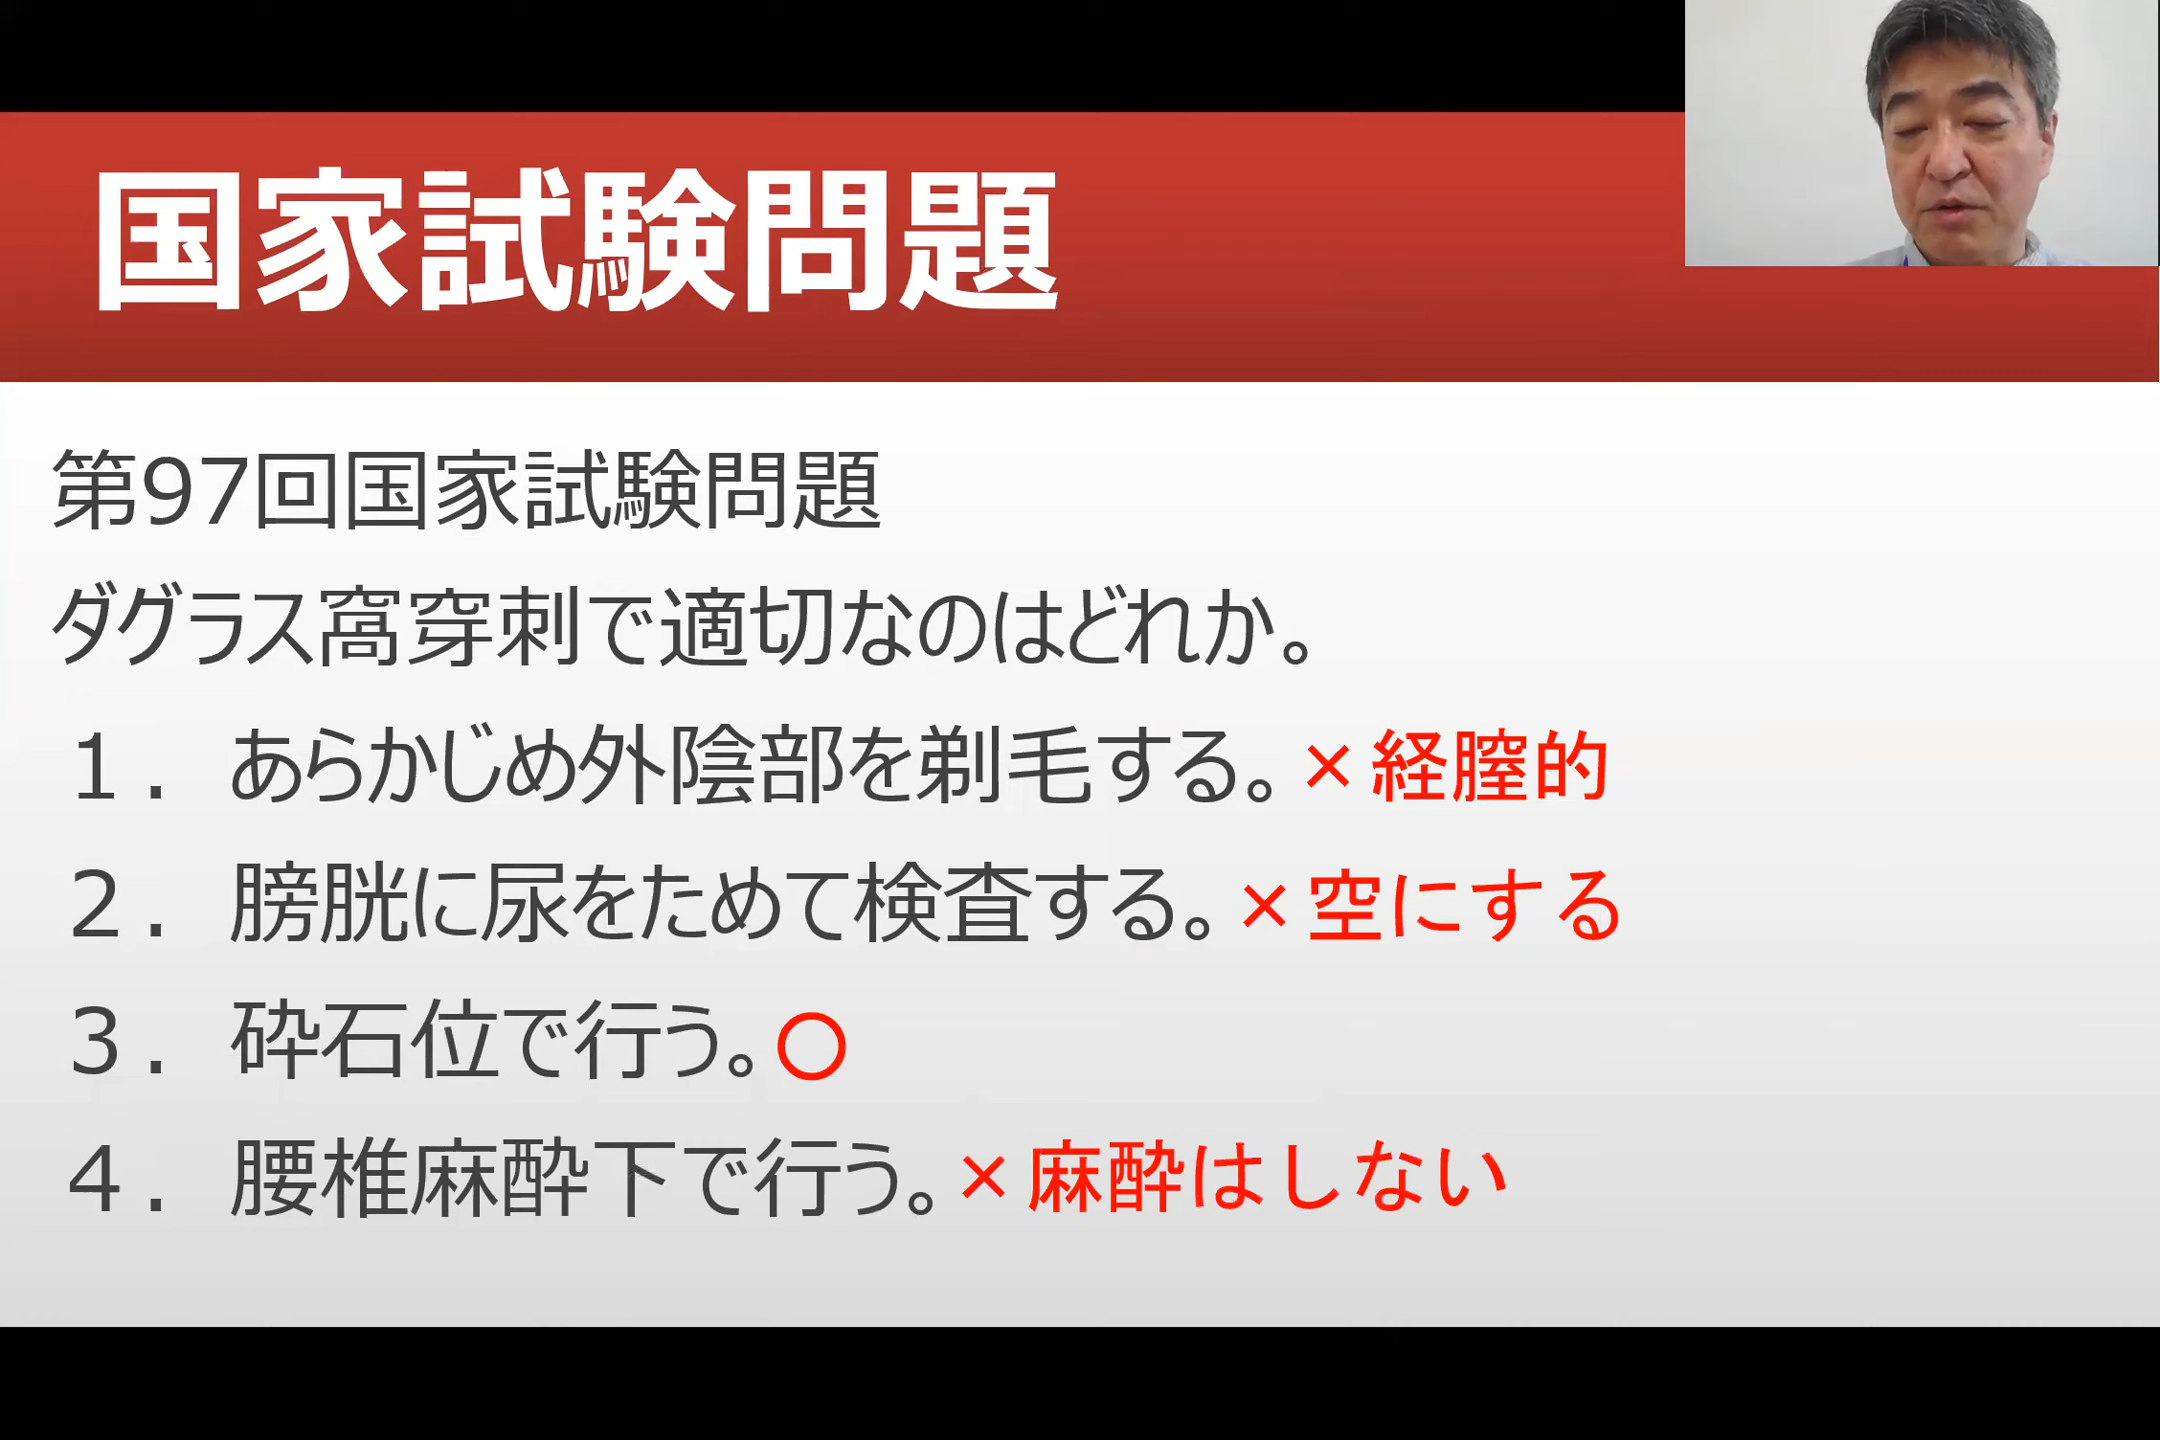 国家試験問題
第97回国家試験問題
ダグラス窩穿刺で適切なのはどれか。
１．あらかじめ外陰部を剃毛する。×経膣的
２．膀胱に尿をためて検査する。×空にする
３．砕石位で行う。〇
４．腰椎麻酔下で行う。×麻酔はしない